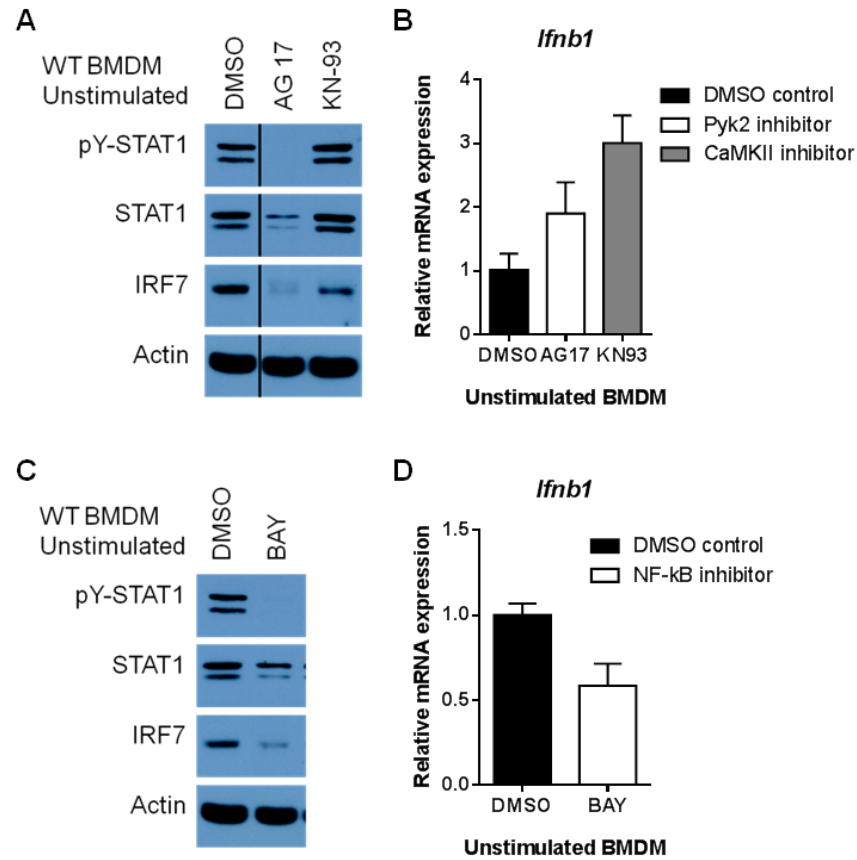 A
WT BMDM
Unstimulated
DMSO
AG 17
KN-93
pY-STAT1
STAT1
IRF7
Actin
B
Ifnb1
Relative mRNA expression
4
3
2
1
0
DMSO AG17 KN93
Unstimulated BMDM
DMSO control
Pyk2 inhibitor
CaMKII inhibitor
C
WT BMDM
Unstimulated
DMSO
BAY
pY-STAT1
STAT1
IRF7
Actin
D
Ifnb1
Relative mRNA expression
1.5
1.0
0.5
0.0
DMSO BAY
Unstimulated BMDM
DMSO control
NF-kB inhibitor